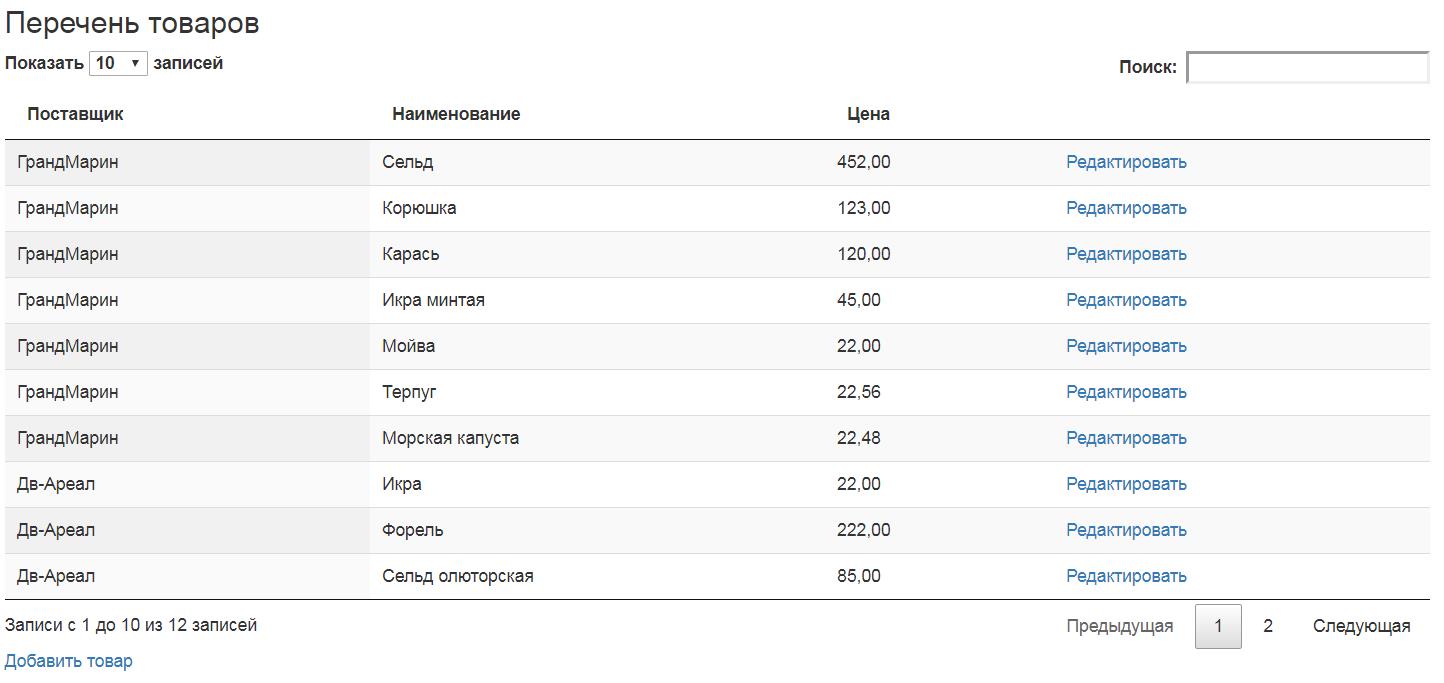 Перечень товаров
Показать 10 записей
Поиск:
Поставщик Наименование Цена
ГрандМарин Сельд 452,00 Редактировать
ГрандМарин Корюшка 123,00 Редактировать
ГрандМарин Карась 120,00 Редактировать
ГрандМарин Икра минтая 45,00 Редактировать
ГрандМарин Мойва 22,00 Редактировать
ГрандМарин Терпуг 22,56 Редактировать
ГрандМарин Морская капуста 22,48 Редактировать
Дв-Ареал Икра 22,00 Редактировать
Дв-Ареал Форель 222,00 Редактировать
Дв-Ареал Сельд олюторская 85,00 Редактировать
Записи с 1 до 10 из 12 записей
Предыдущая 1 2 Следующая
Добавить товар